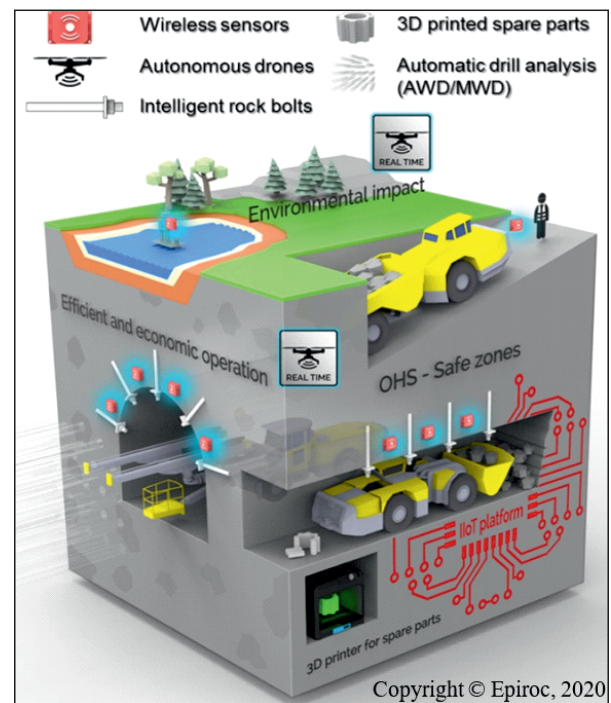 Wireless sensors
3D printed spare parts
Autonomous drones
Automatic drill analysis
(AWD/MWD)
Intelligent rock bolts
REAL TIME
Environmental impact
Efficient and economic operation
REAL TIME
OHS - Safe zones
IIoT platform
3D printer for spare parts
Copyright © Epiroc, 2020